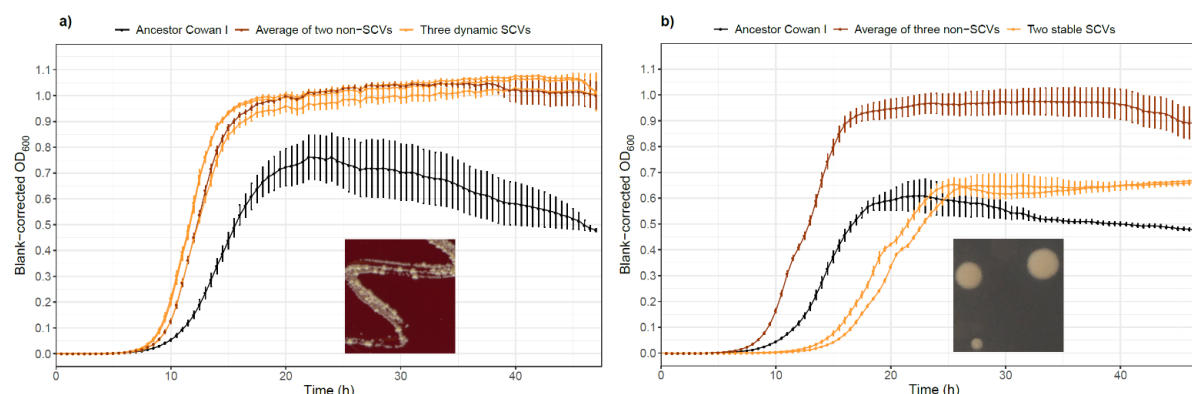 a)
Ancestor Cowan I Average of two non−SCVs Three dynamic SCVs
Blank−corrected OD600
1.1
1.0
0.9
0.8
0.7
0.6
0.5
0.4
0.3
0.2
0.1
0.0
0 10 20 30 40
Time (h)
b)
Ancestor Cowan I Average of three non−SCVs Two stable SCVs
Blank−corrected OD600
1.1
1.0
0.9
0.8
0.7
0.6
0.5
0.4
0.3
0.2
0.1
0.0
0 10 20 30 40
Time (h)